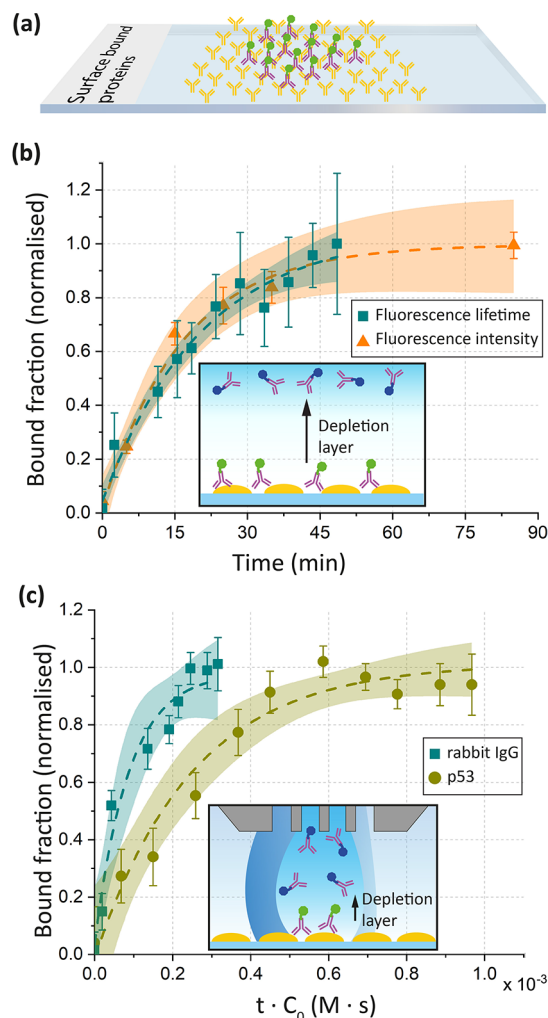 (a)
Surface bound
proteins
(b)
Bound fraction (normalised)
1.2
1.0
0.8
0.6
0.4
0.2
0.0
Fluorescence lifetime
Fluorescence intensity
Depletion
layer
0 15 30 45 60 75 90
Time (min)
(c)
Bound fraction (normalised)
1.2
1.0
0.8
0.6
0.4
0.2
0.0
rabbit IgG
p53
Depletion
layer
0.0 0.2 0.4 0.6 0.8 1.0
x 10⁻³
t · C₀ (M · s)